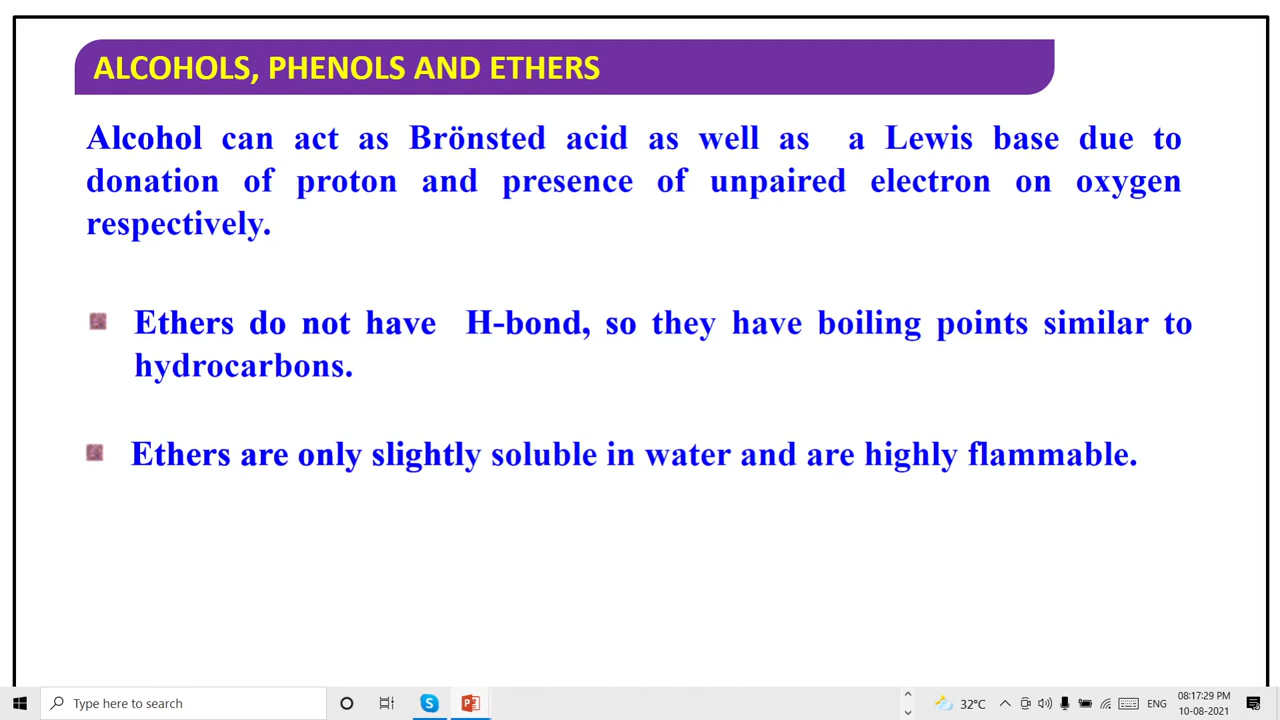 ALCOHOLS, PHENOLS AND ETHERS
Alcohol can act as Brönsted acid as well as a Lewis base due to
donation of proton and presence of unpaired electron on oxygen
respectively.
Ethers do not have H-bond, so they have boiling points similar to
hydrocarbons.
Ethers are only slightly soluble in water and are highly flammable.
Type here to search
32°C
ENG
08:17:29 PM
10-08-2021